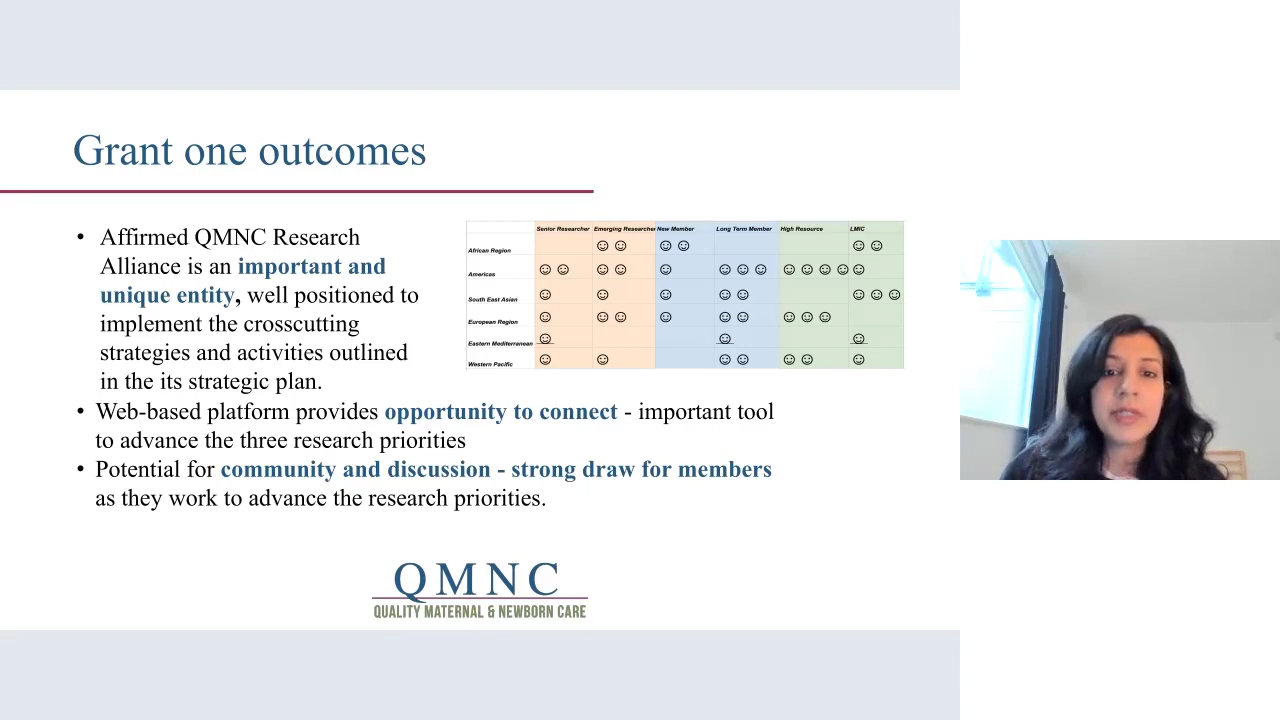 Grant one outcomes
• Affirmed QMNC Research
Alliance is an important and
unique entity, well positioned to
implement the crosscutting
strategies and activities outlined
in the its strategic plan.
• Web-based platform provides opportunity to connect - important tool
to advance the three research priorities
• Potential for community and discussion - strong draw for members
as they work to advance the research priorities.
Senior Researcher Emerging Researcher New Member Long Term Member High Resource LMIC
African Region ☺☺ ☺☺ ☺☺
Americas ☺☺ ☺☺ ☺ ☺☺☺ ☺☺☺☺ ☺
South East Asian ☺ ☺ ☺ ☺☺ ☺☺☺
European Region ☺ ☺☺ ☺ ☺☺ ☺☺☺
Eastern Mediterranean ☺ ☺ ☺
Western Pacific ☺ ☺ ☺☺ ☺☺ ☺
QMNC
QUALITY MATERNAL & NEWBORN CARE